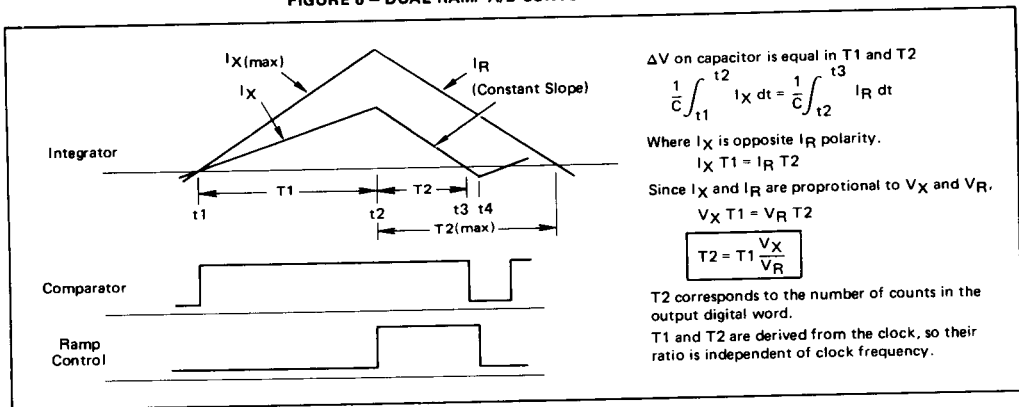 FIGURE 6 – DUAL RAMP A/D
IX(max)
IX
IR
(Constant Slope)
Integrator
T1
T2
t1
t2
t3
t4
T2(max)
Comparator
Ramp
Control
ΔV on capacitor is equal in T1 and T2
1/C ∫t1 t2 IX dt = 1/C ∫t2 t3 IR dt
Where IX is opposite IR polarity.
IX T1 = IR T2
Since IX and IR are proprotional to VX and VR,
VX T1 = VR T2
T2 = T1 VX/VR
T2 corresponds to the number of counts in the
output digital word.
T1 and T2 are derived from the clock, so their
ratio is independent of clock frequency.